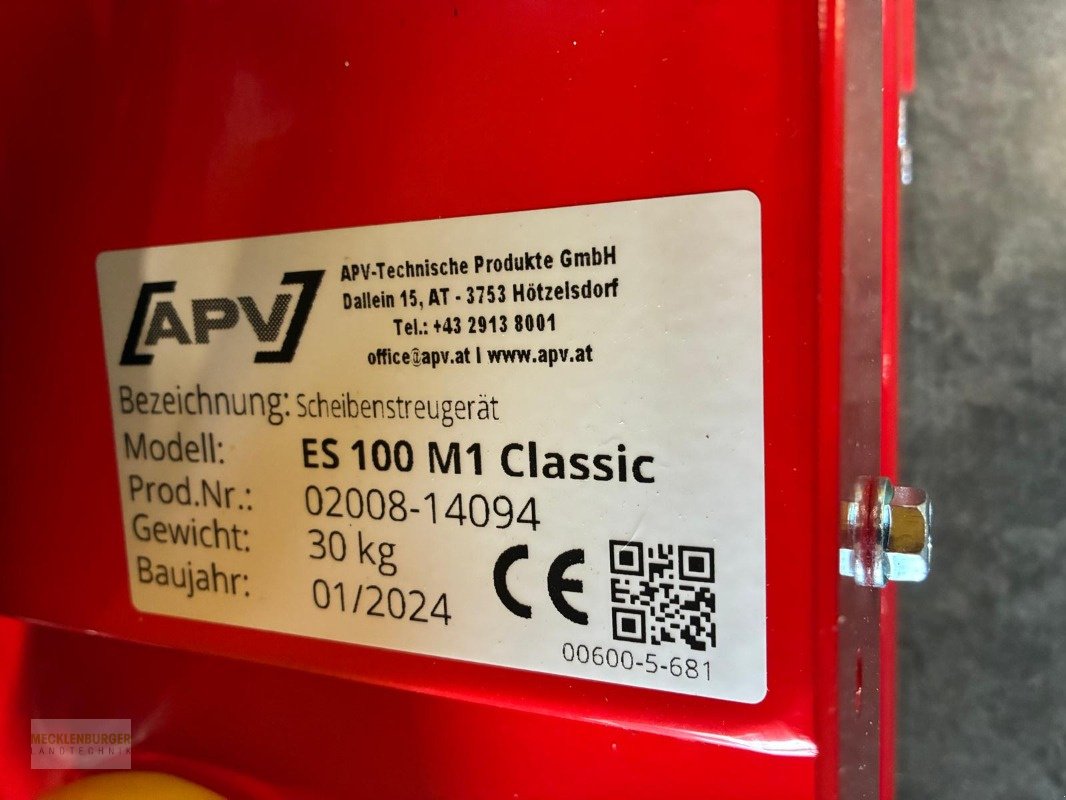 [APV]
APV-Technische Produkte GmbH
Dallein 15, AT - 3753 Hötzelsdorf
Tel.: +43 2913 8001
office@apv.at I www.apv.at
Bezeichnung: Scheibenstreugerät
Modell: ES 100 M1 Classic
Prod.Nr.: 02008-14094
Gewicht: 30 kg
Baujahr: 01/2024
CE
00600-5-681
MECKLENBURGER
LANDTECHNIK